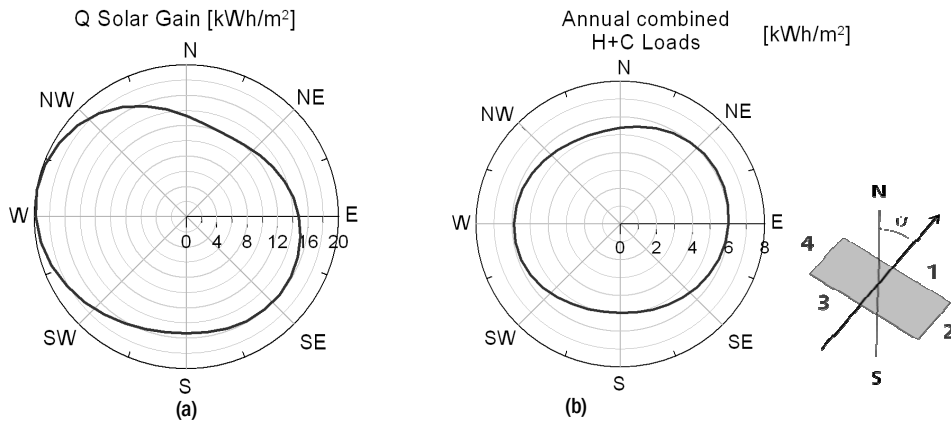 Q Solar Gain [kWh/m²]
N
NW
NE
W
E
0 4 8 12 16 20
SW
SE
S
(a)
Annual combined
H+C Loads
[kWh/m²]
N
NW
NE
W
E
0 2 4 6 8
SW
SE
S
(b)
N
4
1
3
2
S